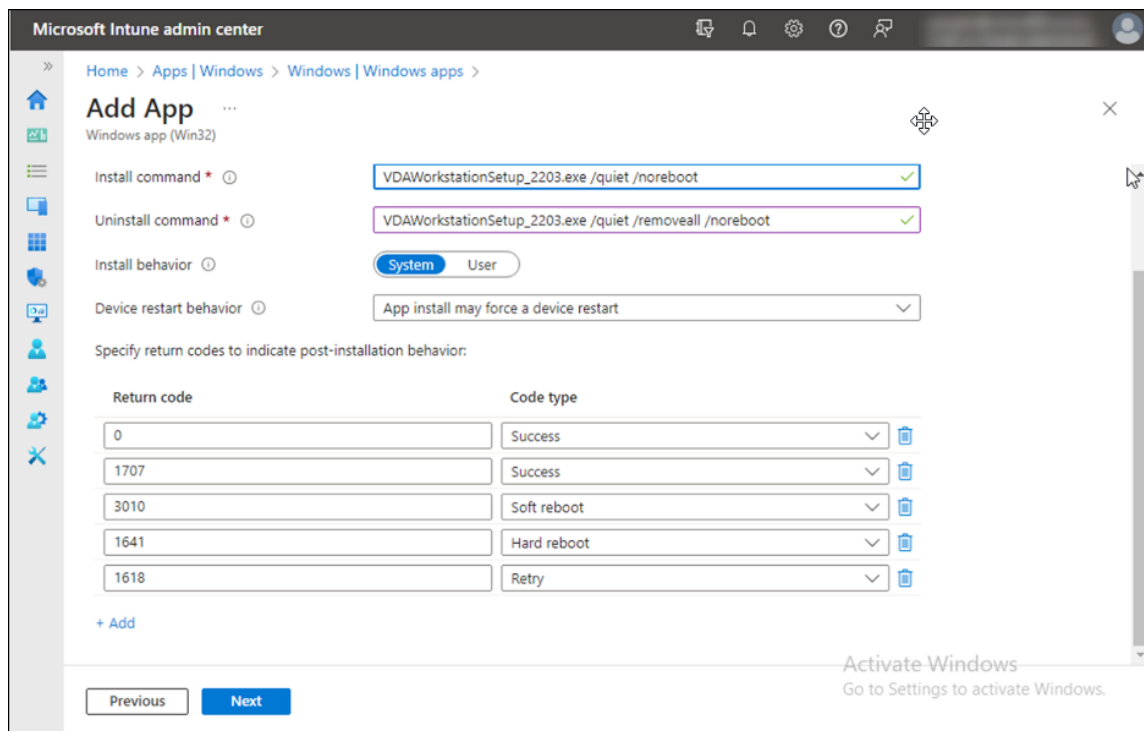 Microsoft Intune admin center
Home > Apps | Windows > Windows | Windows apps >
Add App ...
Windows app (Win32)
Install command * VDAWorkstationSetup_2203.exe /quiet /noreboot
Uninstall command * VDAWorkstationSetup_2203.exe /quiet /removeall /noreboot
Install behavior System User
Device restart behavior App install may force a device restart
Specify return codes to indicate post-installation behavior:
Return code Code type
0 Success
1707 Success
3010 Soft reboot
1641 Hard reboot
1618 Retry
+ Add
Activate Windows
Go to Settings to activate Windows.
Previous Next